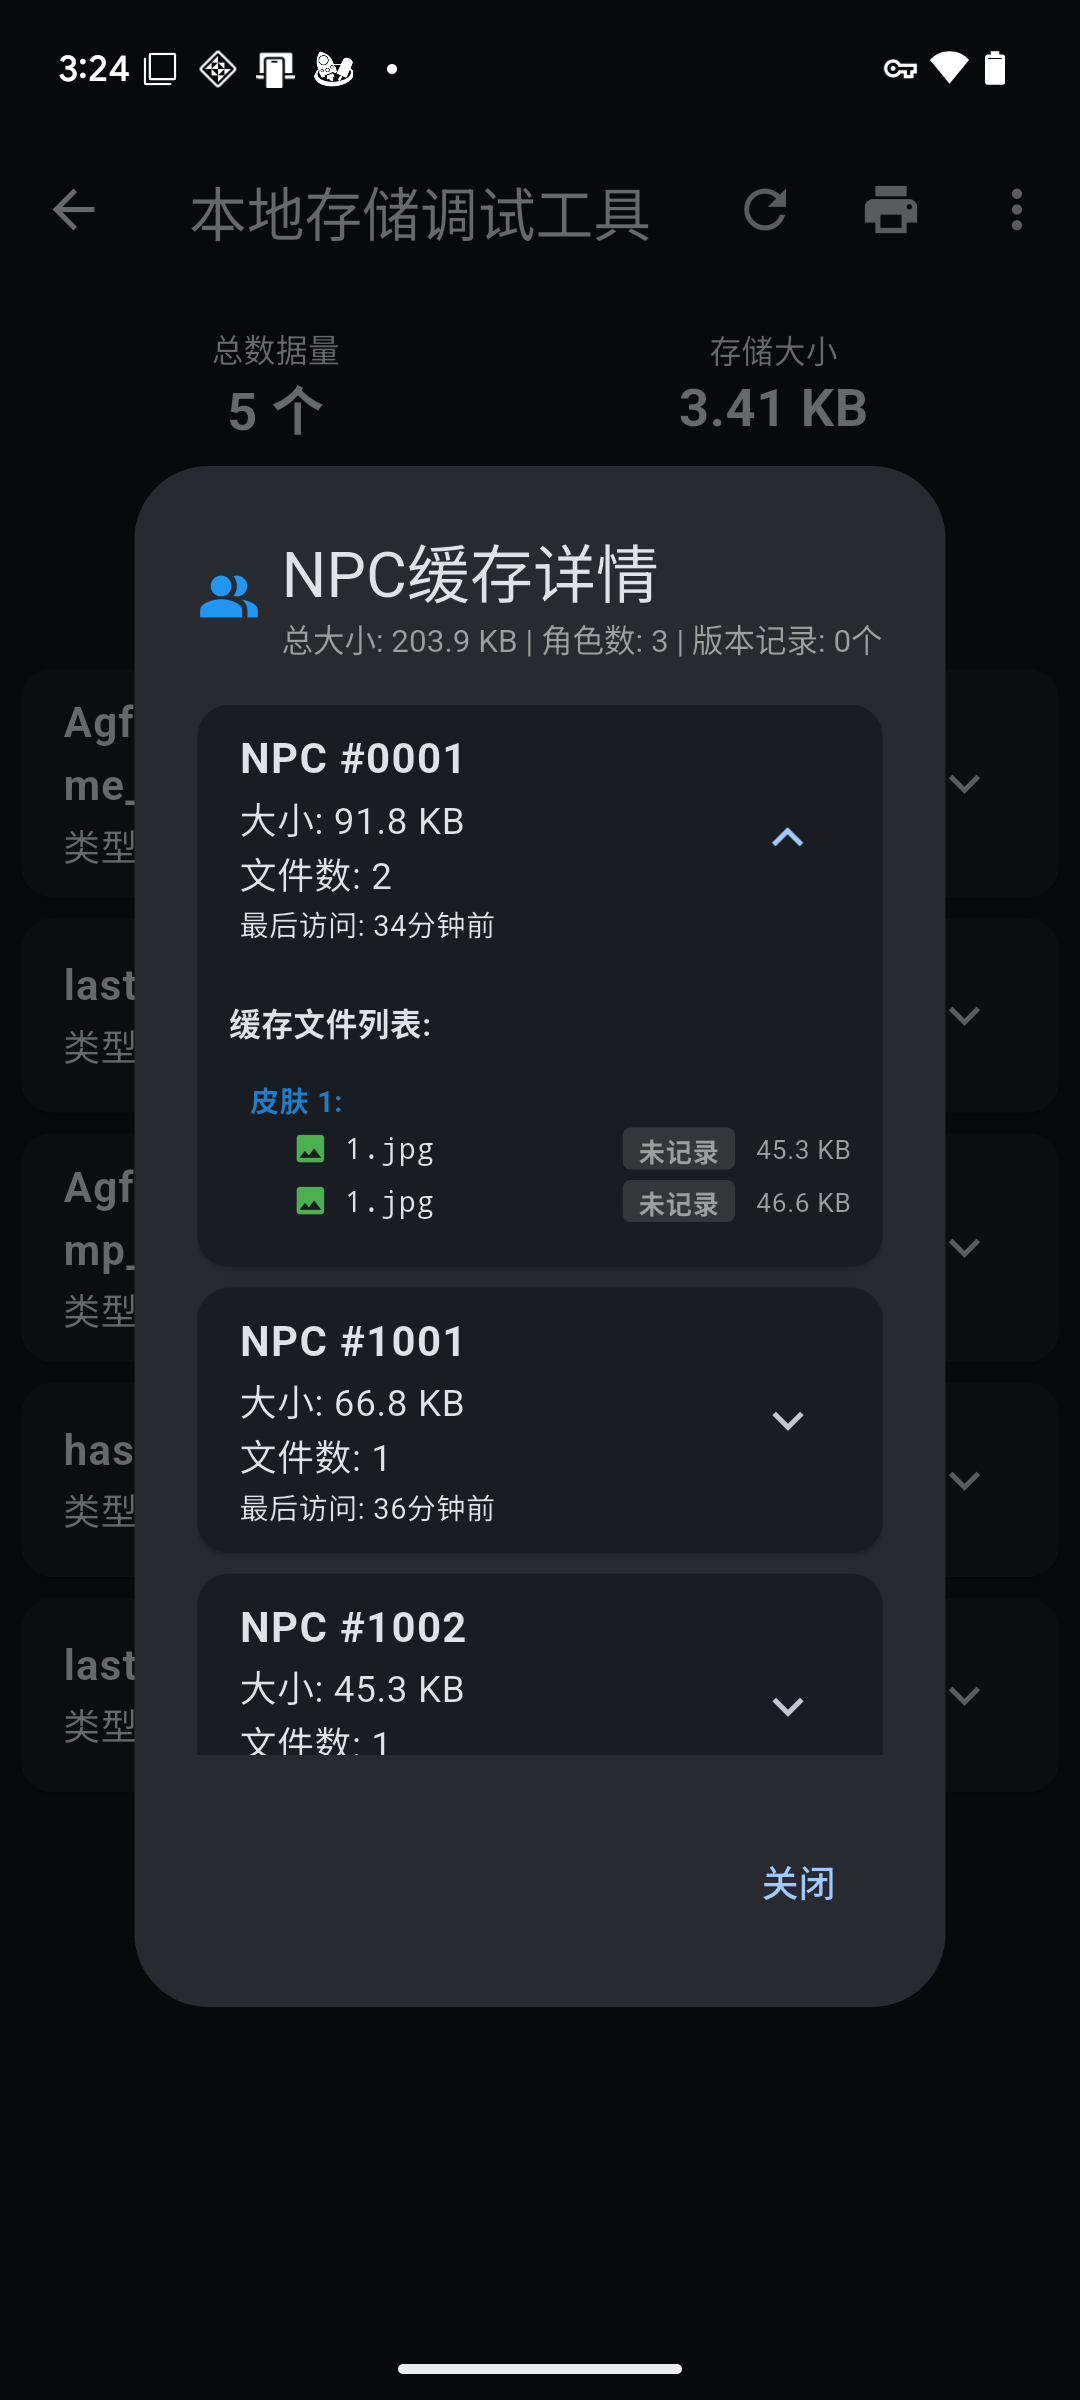 3:24
本地存储调试工具
总数据量
存储大小
5 个
3.41 KB
NPC缓存详情
总大小: 203.9 KB | 角色数: 3 | 版本记录: 0个
Agf
me_
类型
last
类型
Agf
mp_
类型
has
类型
last
类型
NPC #0001
大小: 91.8 KB
文件数: 2
最后访问: 34分钟前
缓存文件列表:
皮肤 1:
1.jpg 未记录 45.3 KB
1.jpg 未记录 46.6 KB
NPC #1001
大小: 66.8 KB
文件数: 1
最后访问: 36分钟前
NPC #1002
大小: 45.3 KB
文件数: 1
关闭